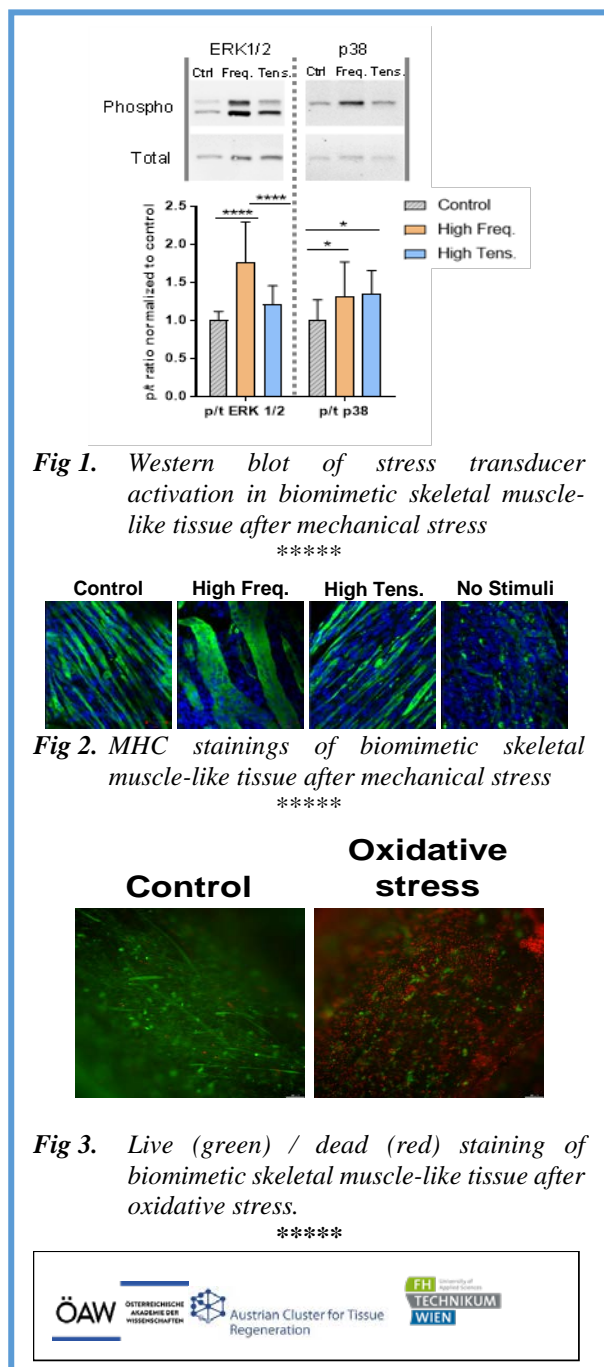 ERK1/2 p38
Ctrl Freq. Tens. Ctrl Freq. Tens.
Phospho
Total
2.5
2.0
1.5
1.0
0.5
0.0
p/t ratio normalized to control
**** ****
*
*
Control
High Freq.
High Tens.
p/t ERK 1/2 p/t p38
Fig 1. Western blot of stress transducer
activation in biomimetic skeletal muscle-
like tissue after mechanical stress
*****
Control High Freq. High Tens. No Stimuli
Fig 2. MHC stainings of biomimetic skeletal
muscle-like tissue after mechanical stress
*****
Control Oxidative
stress
Fig 3. Live (green) / dead (red) staining of
biomimetic skeletal muscle-like tissue after
oxidative stress.
*****
ÖAW
ÖSTERREICHISCHE
AKADEMIE DER
WISSENSCHAFTEN
Austrian Cluster for Tissue
Regeneration
FH University of
Applied Sciences
TECHNIKUM
WIEN